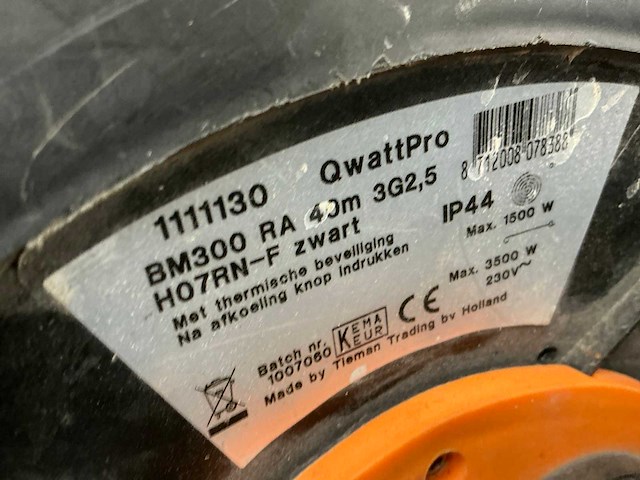 1111130 QwattPro
BM300 RA 40m 3G2,5
H07RN-F zwart
Met thermische beveiliging
Na afkoeling knop indrukken
8 712008 078388
IP44
Max. 1500 W
Max. 3500 W
230V~
Batch nr.
1007060
KEMA
KEUR
CE
Made by Tieman Trading bv Holland